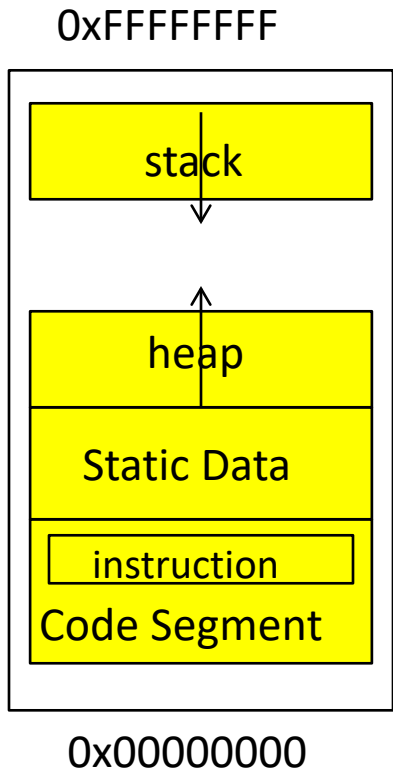 0xFFFFFFFF
stack
heap
Static Data
instruction
Code Segment
0x00000000